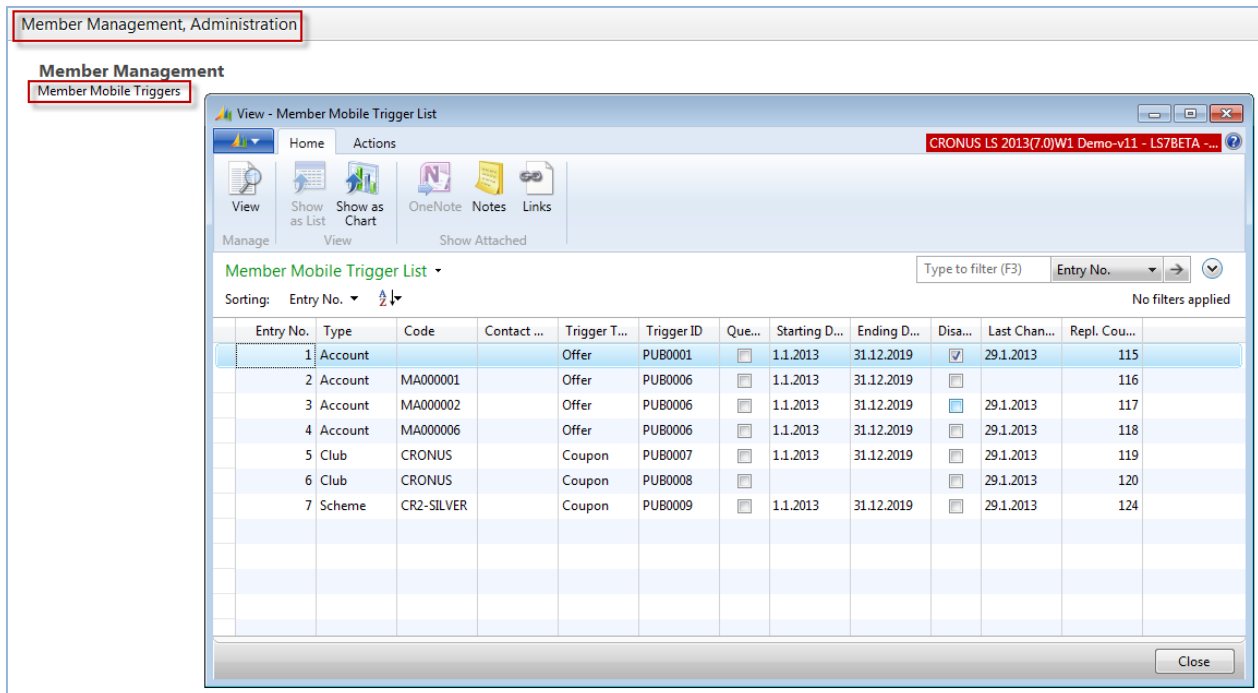 Member Management, Administration
Member Management
Member Mobile Triggers
View - Member Mobile Trigger List
Home Actions CRONUS LS 2013(7.0)W1 Demo-v11 - LS7BETA -...
View Show as List Show as Chart OneNote Notes Links
Manage View Show Attached
Member Mobile Trigger List Type to filter (F3) Entry No.
Sorting: Entry No. No filters applied
Entry No. Type Code Contact ... Trigger T... Trigger ID Que... Starting D... Ending D... Disa... Last Chan... Repl. Cou...
1 Account Offer PUB0001 1.1.2013 31.12.2019 29.1.2013 115
2 Account MA000001 Offer PUB0006 1.1.2013 31.12.2019 116
3 Account MA000002 Offer PUB0006 1.1.2013 31.12.2019 29.1.2013 117
4 Account MA000006 Offer PUB0006 1.1.2013 31.12.2019 29.1.2013 118
5 Club CRONUS Coupon PUB0007 1.1.2013 31.12.2019 29.1.2013 119
6 Club CRONUS Coupon PUB0008 29.1.2013 120
7 Scheme CR2-SILVER Coupon PUB0009 1.1.2013 31.12.2019 29.1.2013 124
Close